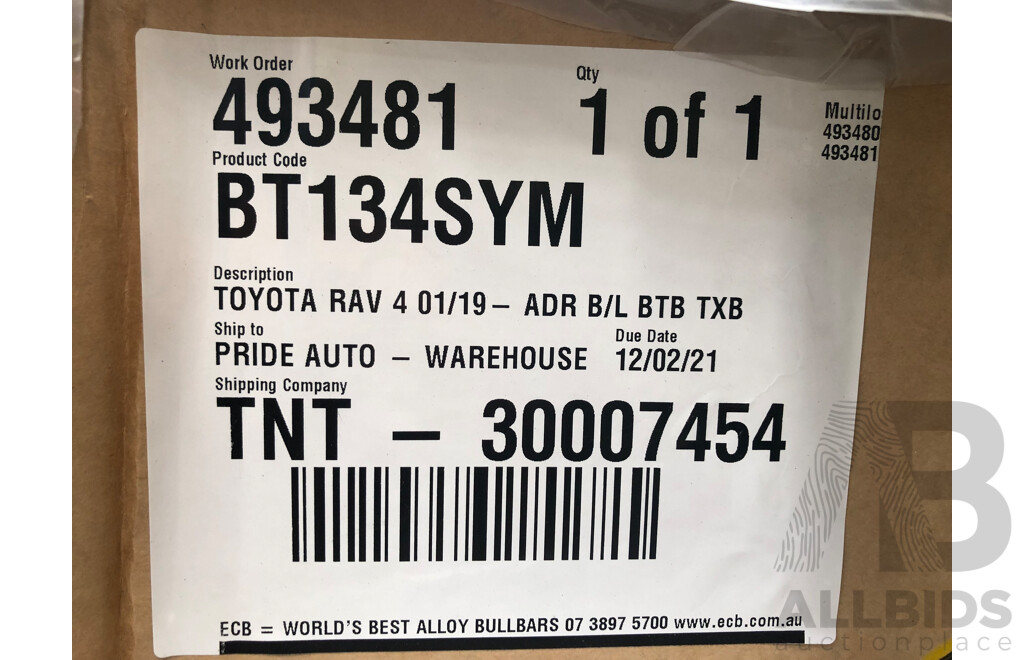 Work Order
493481
Qty
1 of 1
Multilo
493480
493481
Product Code
BT134SYM
Description
TOYOTA RAV 4 01/19 – ADR B/L BTB TXB
Ship to
PRIDE AUTO – WAREHOUSE
Due Date
12/02/21
Shipping Company
TNT – 30007454
ECB = WORLD'S BEST ALLOY BULLBARS 07 3897 5700 www.ecb.com.au
AB
ALLBIDS
auctionplace